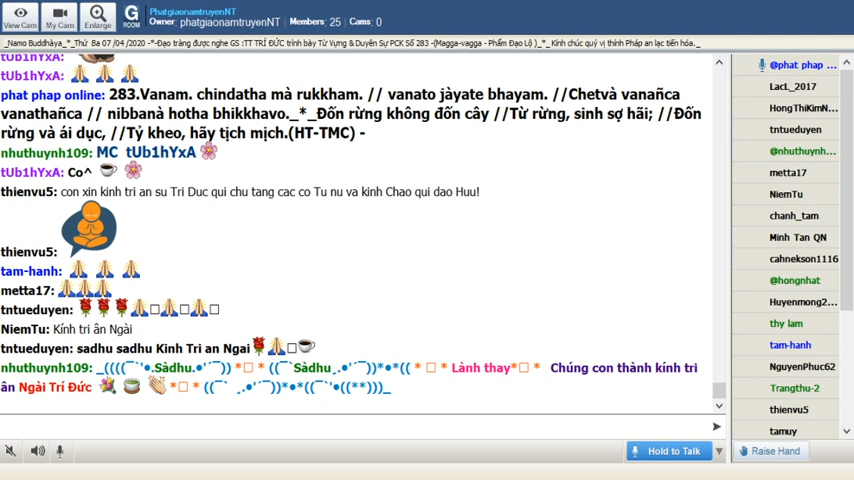 View Cam
My Cam
Enlarge
G
ROOM
PhatgiaonamtruyenNT
Owner: phatgiaonamtruyenNT | Members: 25 Cams: 0
_Namo Buddhàya_*_Thứ Ba 07 /04 /2020 -*-Đạo tràng được nghe GS :TT TRÍ ĐỨC trình bày Từ Vựng & Duyên Sự PCK Số 283 -(Magga-vagga - Phẩm Đạo Lộ )_*_ Kính chúc quý vị thính Pháp an lạc tiến hóa._
tUb1hYxA:
tUb1hYxA:
phat phap online: 283.Vanam. chindatha mà rukkham. // vanato jàyate bhayam. //Chetvà vanañca
vanathañca // nibbanà hotha bhikkhavo._*_Đốn rừng không đốn cây //Từ rừng, sinh sợ hãi; //Đốn
rừng và ái dục, //Tỷ kheo, hãy tịch mịch.(HT-TMC) -
nhuthuynh109: MC tUb1hYxA
tUb1hYxA: Co^
thienvu5: con xin kinh tri an su Tri Duc qui chu tang cac co Tu nu va kinh Chao qui dao Huu!
thienvu5:
tam-hanh:
metta17:
tntueduyen:
NiemTu: Kính tri ân Ngài
tntueduyen: sadhu sadhu Kinh Tri an Ngai
nhuthuynh109: _((((¯`'•.Sàdhu.•'´¯)) *□ * ((¯`Sàdhu¸.•'´¯))*•*(( * □ * Lành thay*□ * Chúng con thành kính tri
ân Ngài Trí Đức *□ * ((¯` ¸.•'´¯))*•*((¯`'•((**)))_
@phat phap ...
LacL_2017
HongThiKimN...
tntueduyen
@nhuthuynh...
metta17
NiemTu
chanh_tam
Minh Tan QN
cahnekson1116
@hongnhat
Huyenmong2...
thy lam
tam-hanh
NguyenPhuc62
Trangthu-2
thienvu5
tamuy
Hold to Talk
Raise Hand